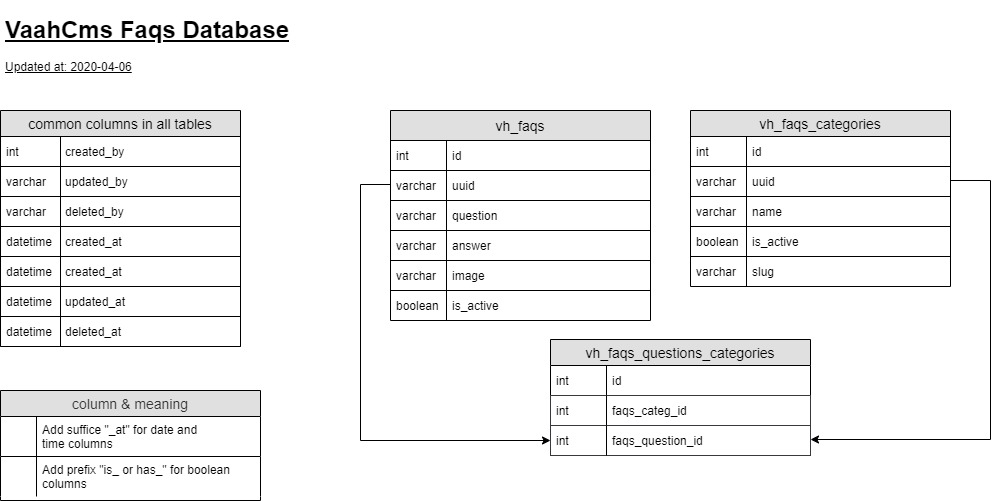 VaahCms Faqs Database
Updated at: 2020-04-06
common columns in all tables
int created_by
varchar updated_by
varchar deleted_by
datetime created_at
datetime created_at
datetime updated_at
datetime deleted_at
column & meaning
Add suffice "_at" for date and
time columns
Add prefix "is_ or has_" for boolean
columns
vh_faqs
int id
varchar uuid
varchar question
varchar answer
varchar image
boolean is_active
vh_faqs_categories
int id
varchar uuid
varchar name
boolean is_active
varchar slug
vh_faqs_questions_categories
int id
int faqs_categ_id
int faqs_question_id